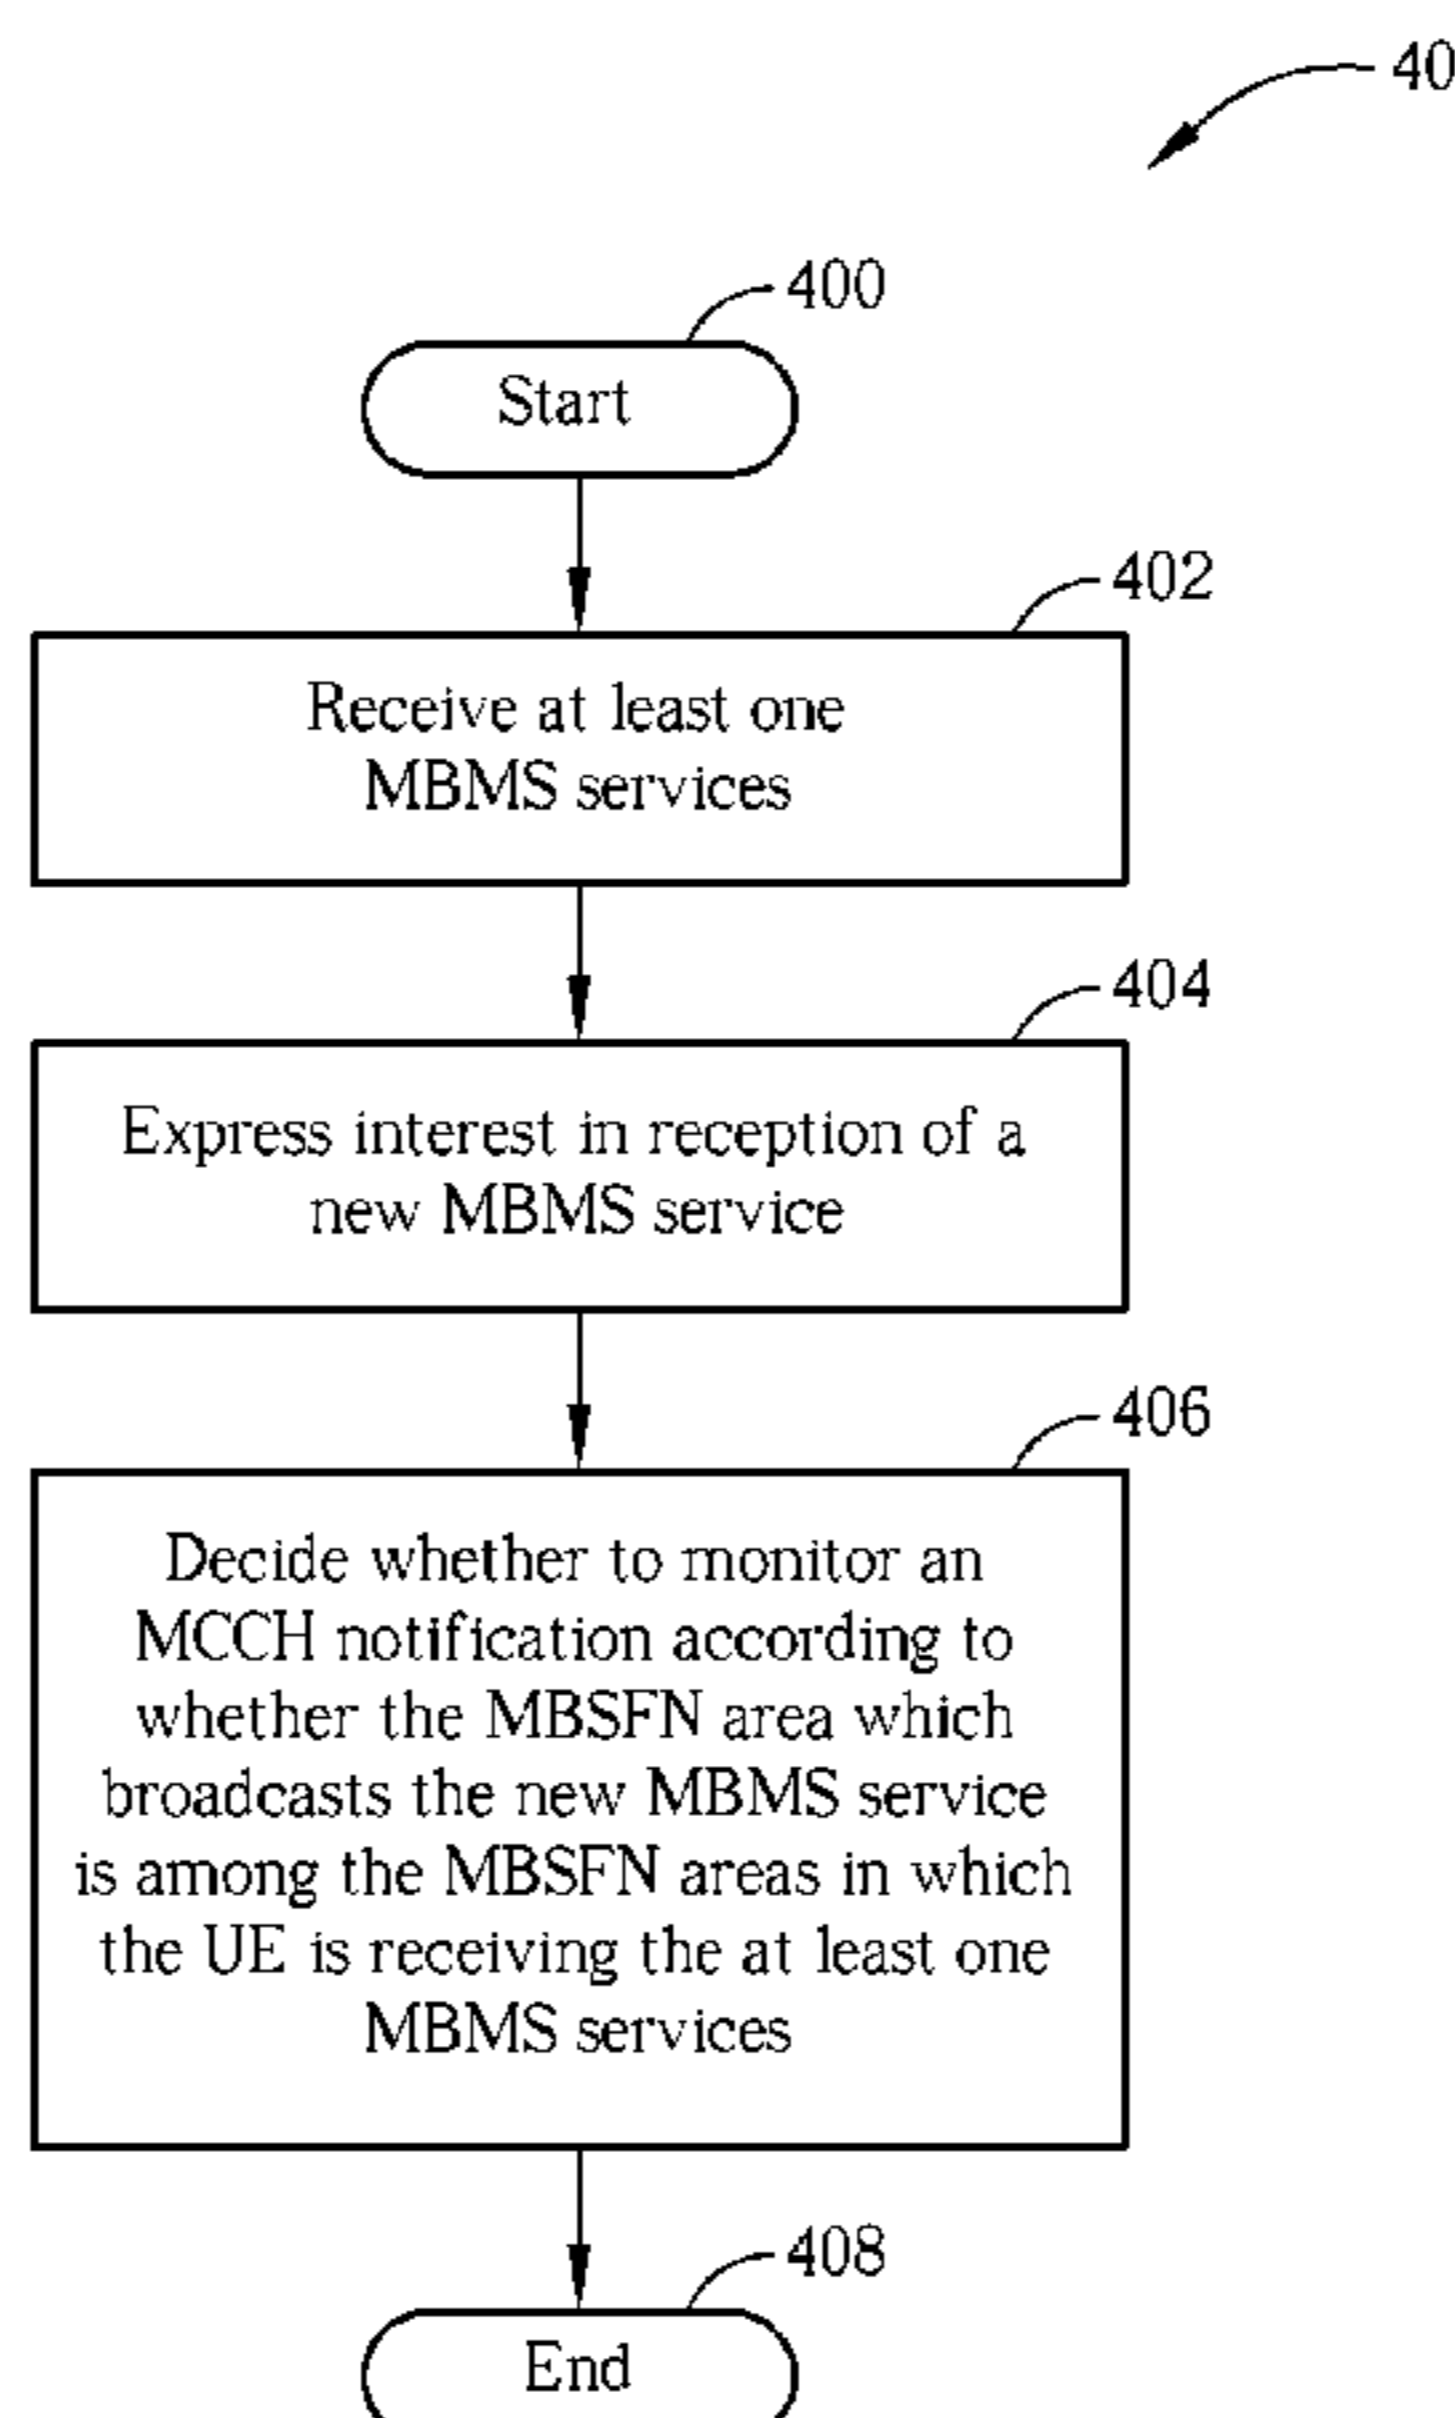 40
400
Start
402
Receive at least one
MBMS services
404
Express interest in reception of a
new MBMS service
406
Decide whether to monitor an
MCCH notification according to
whether the MBSFN area which
broadcasts the new MBMS service
is among the MBSFN areas in which
the UE is receiving the at least one
MBMS services
408
End